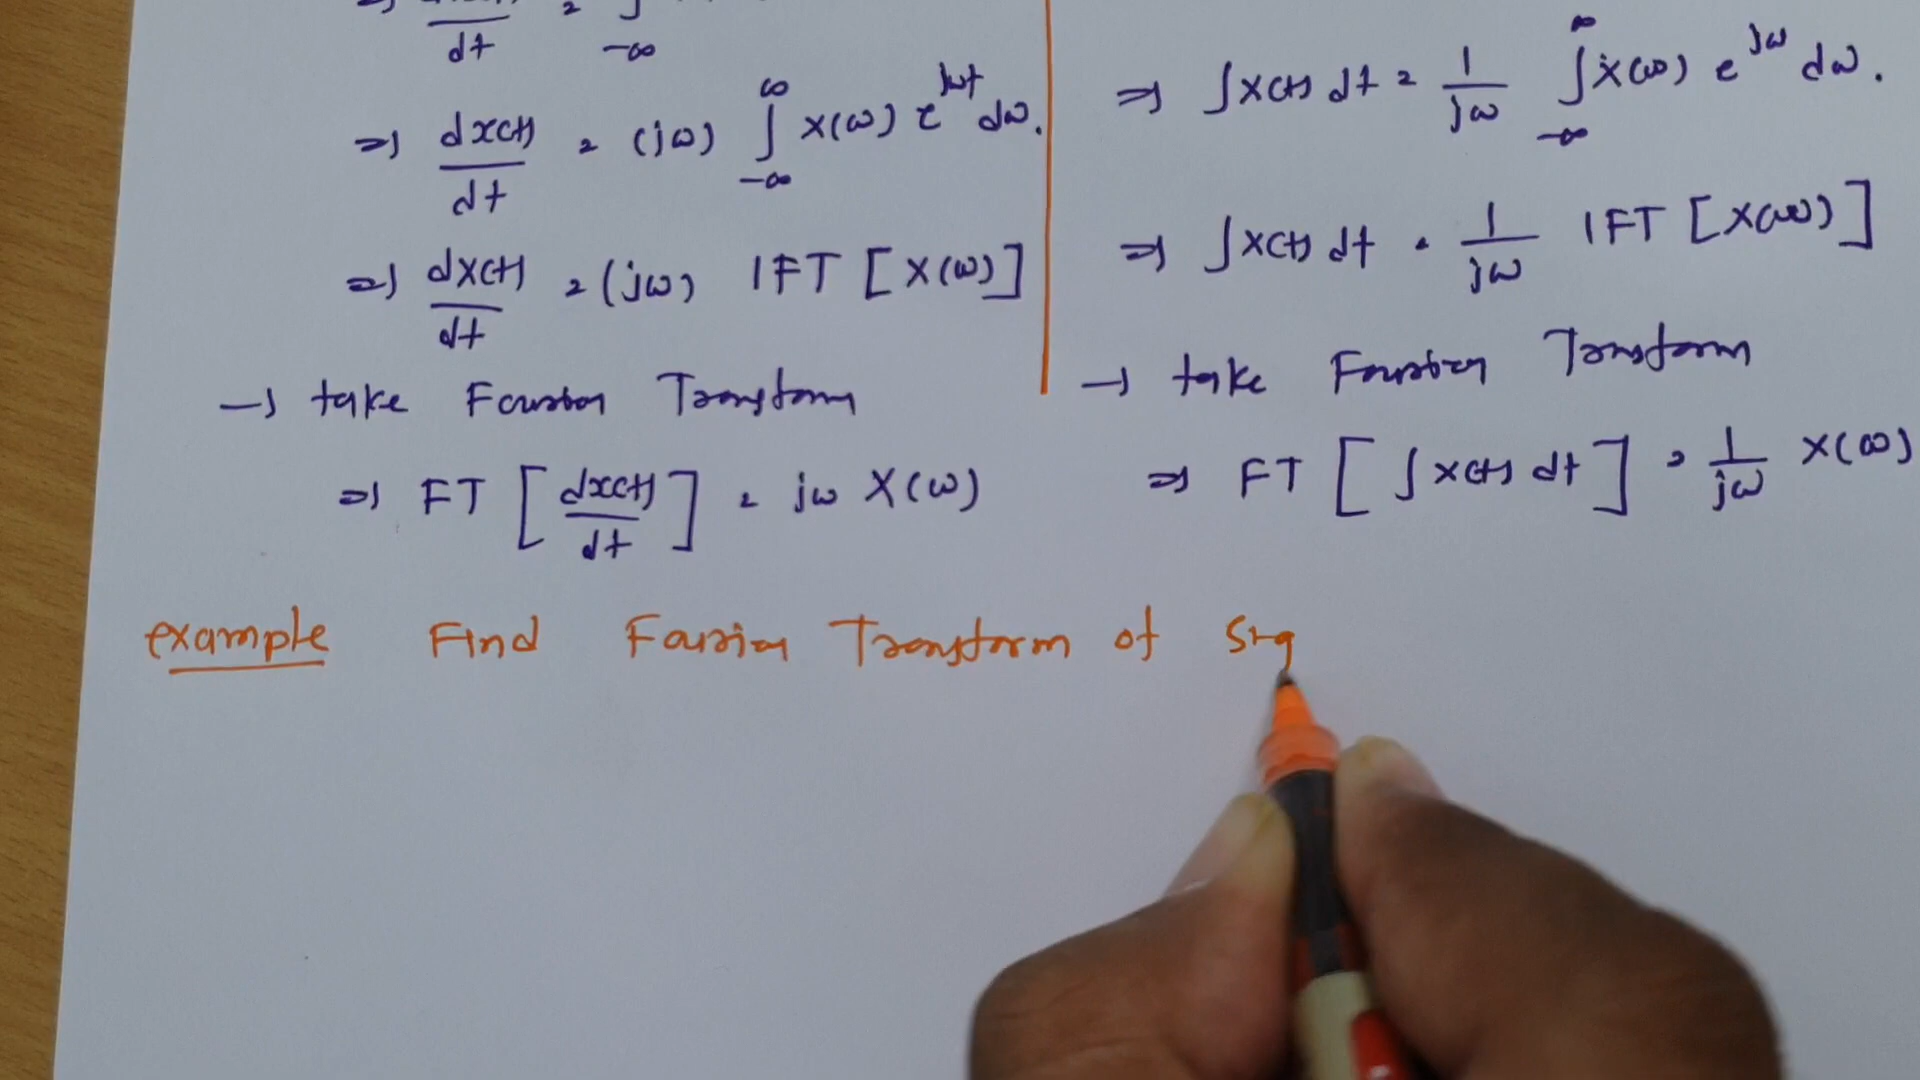 dt -∞
=> dx(t)/dt = (jω) ∫_{-∞}^{∞} X(ω) e^{jωt} dω.
=> dx(t)/dt = (jω) IFT [X(ω)]
-> take Fourier Transform
=> FT [dx(t)/dt] = jω X(ω)
=> ∫x(t) dt = 1/jω ∫_{-∞}^{∞} X(ω) e^{jω} dω.
=> ∫x(t) dt = 1/jω IFT [X(ω)]
-> take Fourier Transform
=> FT [∫x(t) dt] = 1/jω X(ω)
example Find Fourier Transform of Sig